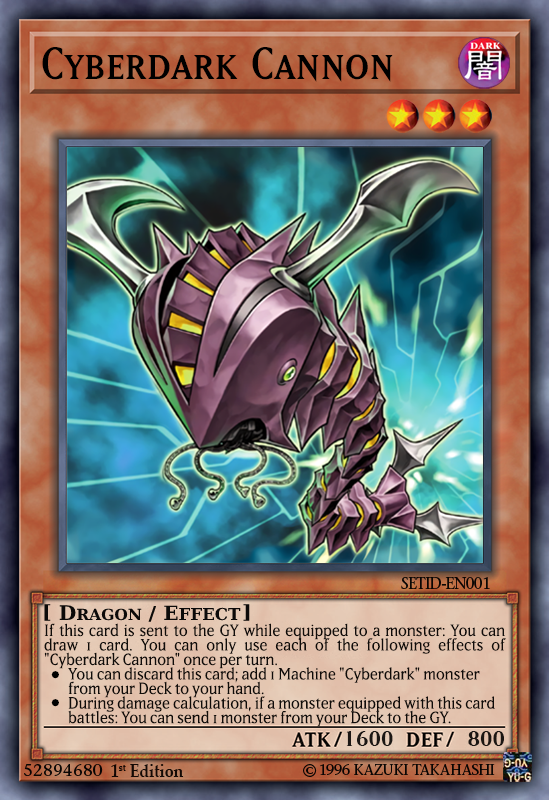 CYBERDARK CANNON
DARK
闇
SETID-EN001
[ DRAGON / EFFECT ]
If this card is sent to the GY while equipped to a monster: You can
draw 1 card. You can only use each of the following effects of
"Cyberdark Cannon" once per turn.
● You can discard this card; add 1 Machine "Cyberdark" monster
from your Deck to your hand.
● During damage calculation, if a monster equipped with this card
battles: You can send 1 monster from your Deck to the GY.
ATK/1600 DEF/ 800
52894680 1st Edition © 1996 KAZUKI TAKAHASHI